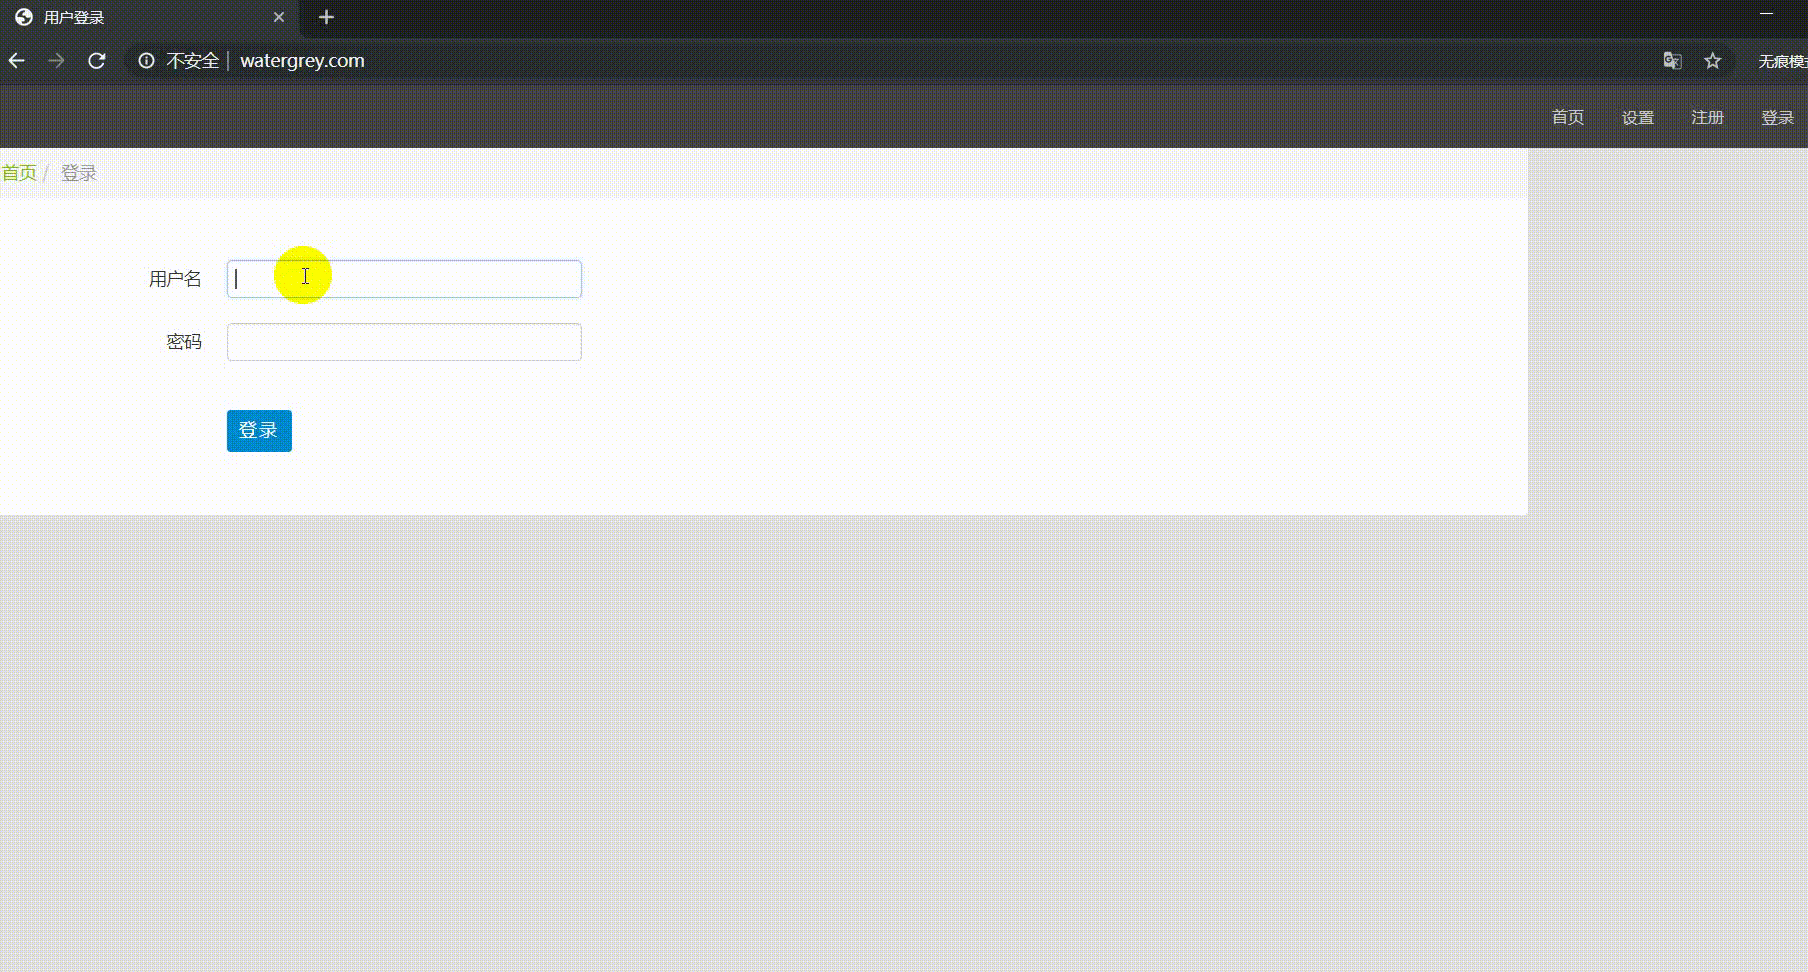 用户登录
不安全 | watergrey.com
无痕模
首页 设置 注册 登录
首页 / 登录
用户名
密码
登录